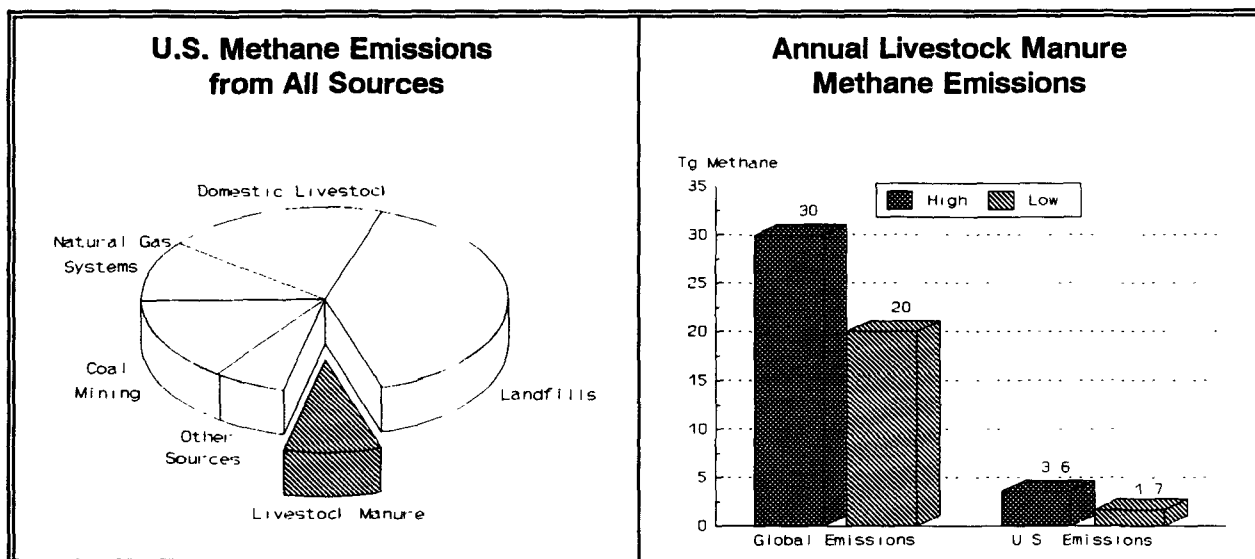 U.S. Methane Emissions
from All Sources
Domestic Livestocl
Natural Gas
Systems
Coal
Mining
Other
Sources
Landfills
Livestocl Manure
Annual Livestock Manure
Methane Emissions
Tg Methane
35
30
25
20
15
10
5
0
High
Low
30
20
3 6
1 7
Global Emissions
U S Emissions